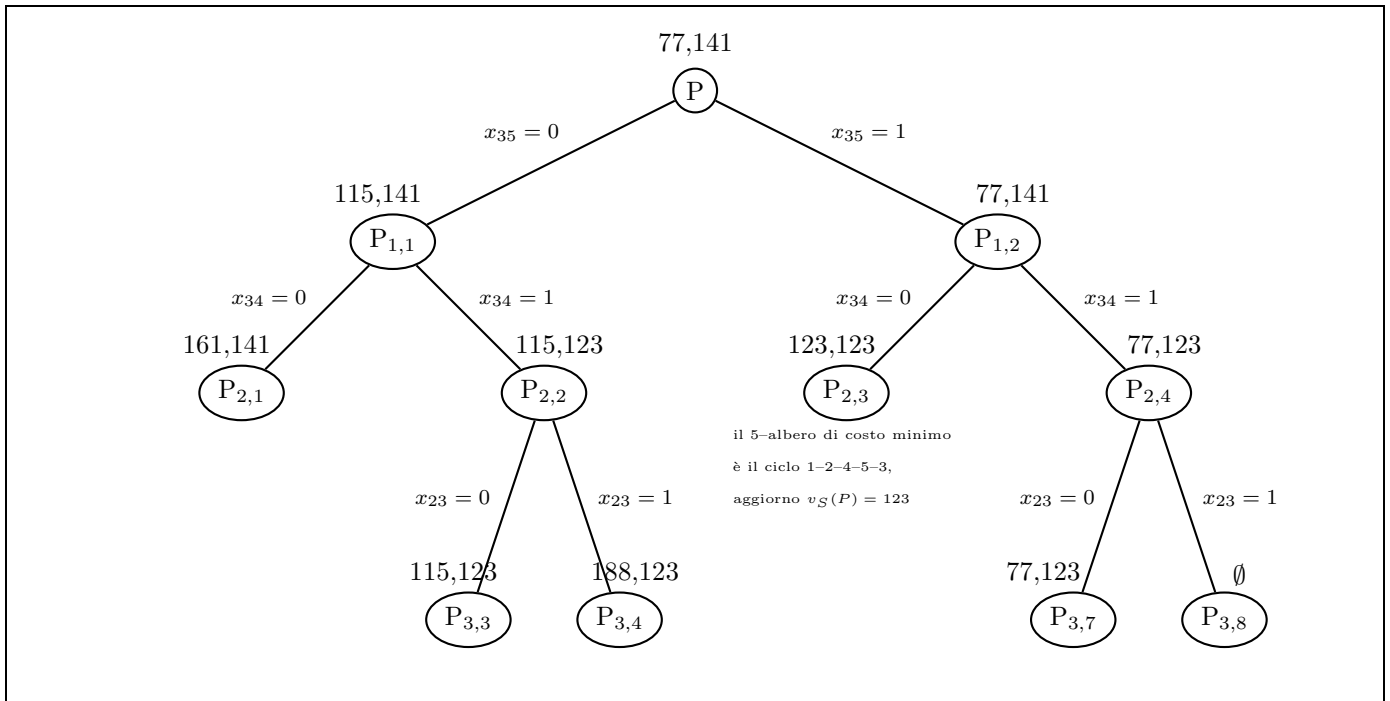 77,141
P
x35 = 0
x35 = 1
115,141
77,141
P1,1
P1,2
x34 = 0
x34 = 1
x34 = 0
x34 = 1
161,141
115,123
123,123
77,123
P2,1
P2,2
P2,3
P2,4
il 5–albero di costo minimo
è il ciclo 1–2–4–5–3,
aggiorno vS(P) = 123
x23 = 0
x23 = 1
x23 = 0
x23 = 1
115,123
188,123
77,123
∅
P3,3
P3,4
P3,7
P3,8